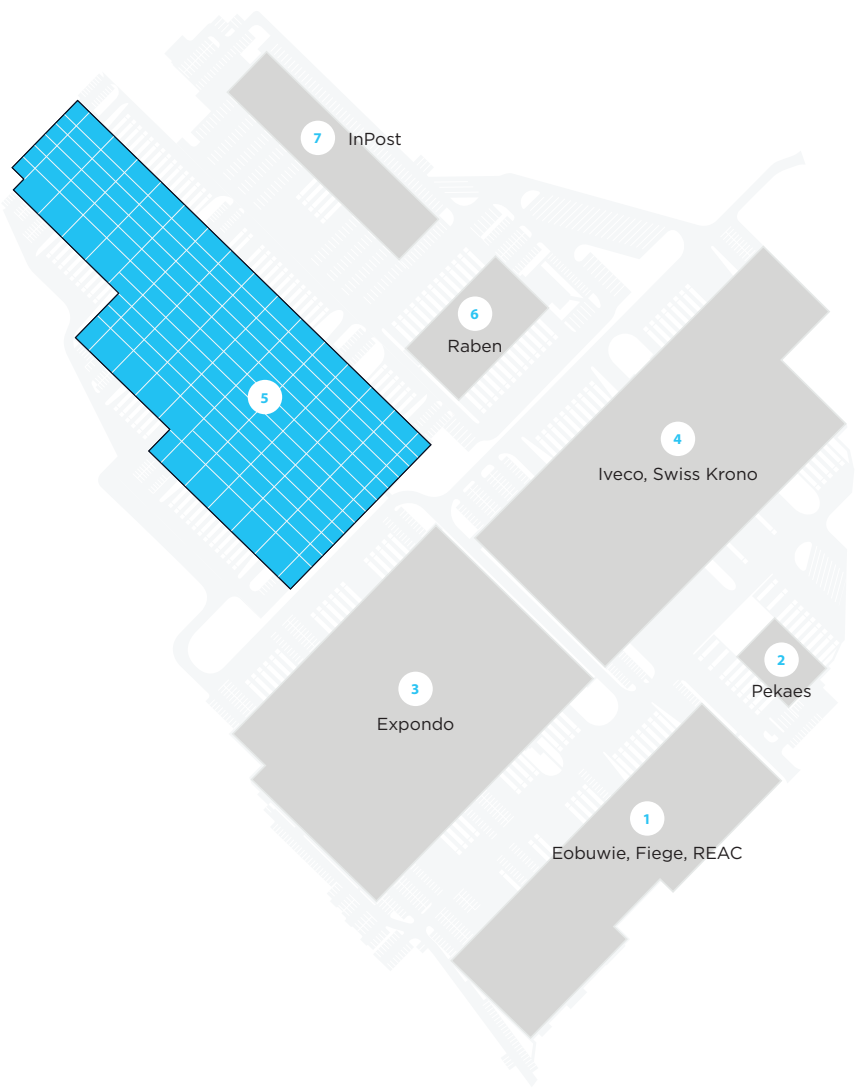 7 InPost
6
Raben
5
4
Iveco, Swiss Krono
2
Pekaes
3
Expondo
1
Eobuwie, Fiege, REAC